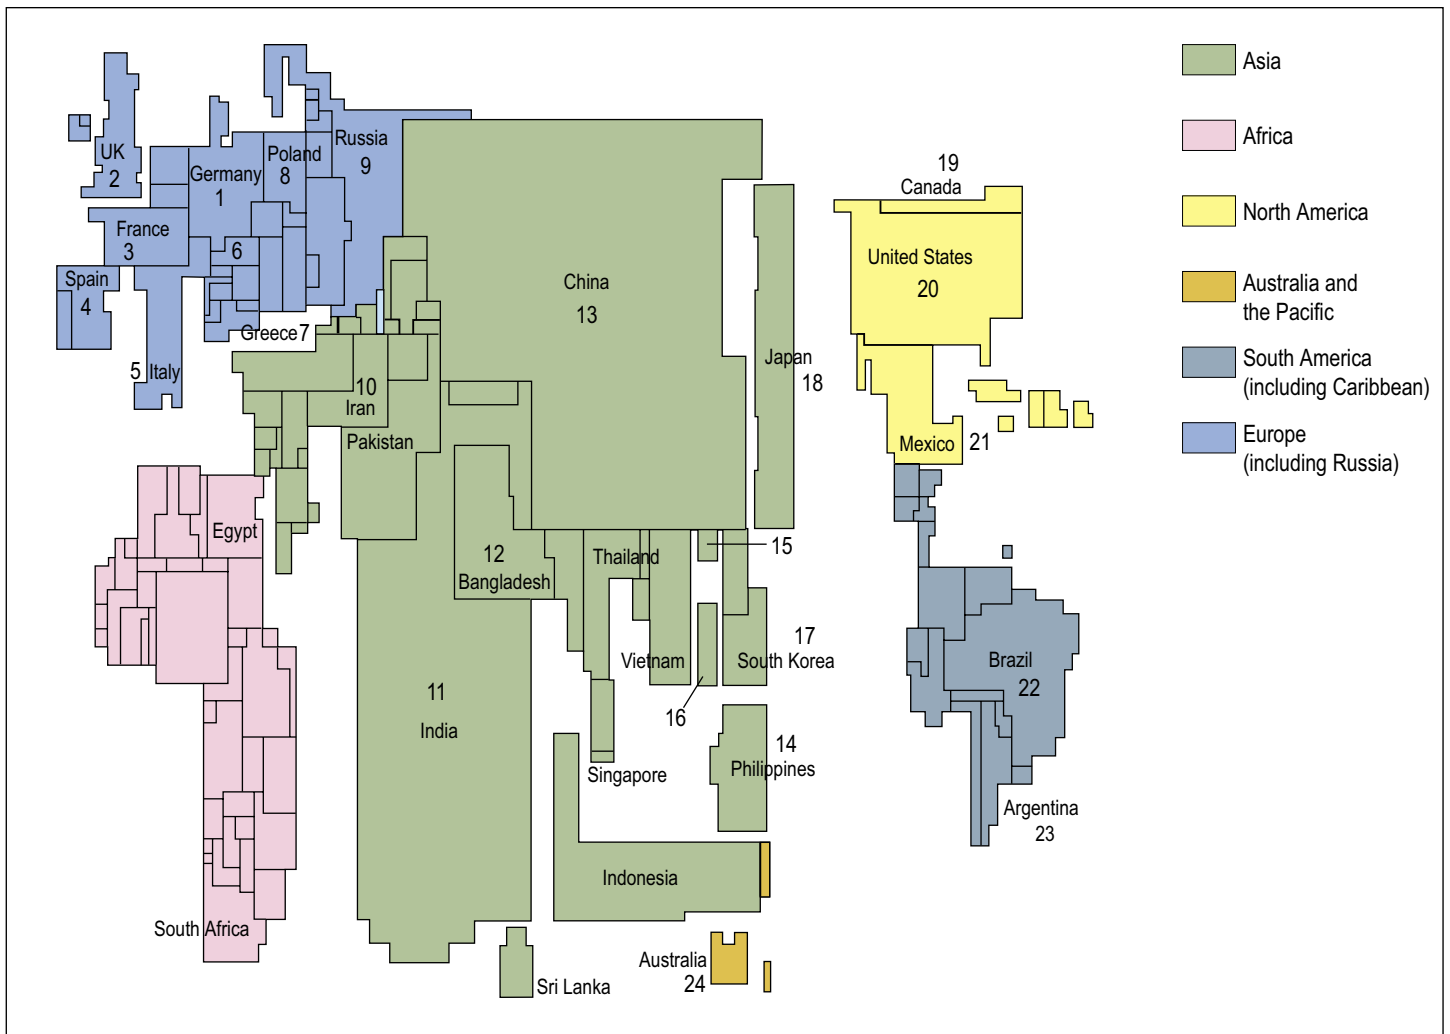 UK
2
Germany
1
Poland
8
Russia
9
France
3
6
Spain
4
5 Italy
Greece 7
10
Iran
Pakistan
China
13
Japan
18
12
Bangladesh
Thailand
15
Vietnam
16
17
South Korea
11
India
Singapore
14
Philippines
Indonesia
Sri Lanka
Australia
24
Egypt
South Africa
19
Canada
United States
20
Mexico 21
Brazil
22
Argentina
23
Asia
Africa
North America
Australia and
the Pacific
South America
(including Caribbean)
Europe
(including Russia)